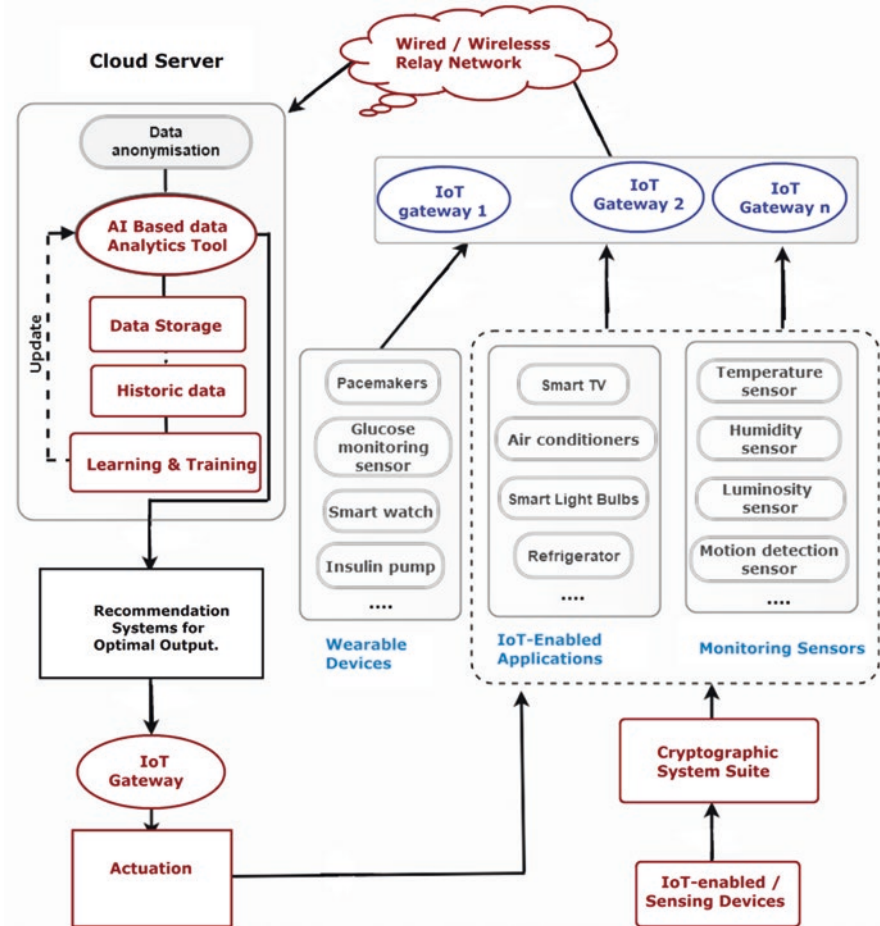 Wired / Wirelesss
Relay Network
Cloud Server
Data
anonymisation
AI Based data
Analytics Tool
Data Storage
Historic data
Learning & Training
Update
IoT
gateway 1
IoT
Gateway 2
IoT
Gateway n
Pacemakers
Glucose
monitoring
sensor
Smart watch
Insulin pump
....
Wearable
Devices
Smart TV
Air conditioners
Smart Light Bulbs
Refrigerator
....
IoT-Enabled
Applications
Temperature
sensor
Humidity
sensor
Luminosity
sensor
Motion detection
sensor
....
Monitoring Sensors
Recommendation
Systems for
Optimal Output.
IoT
Gateway
Actuation
Cryptographic
System Suite
IoT-enabled /
Sensing Devices